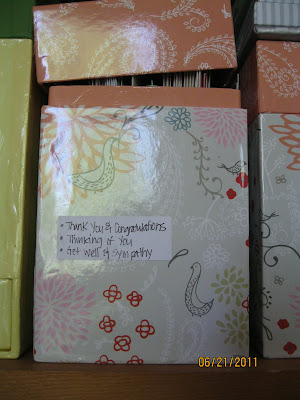 • Thank You & Congratulations
• Thinking of You
• Get Well & Sympathy
06/21/2011